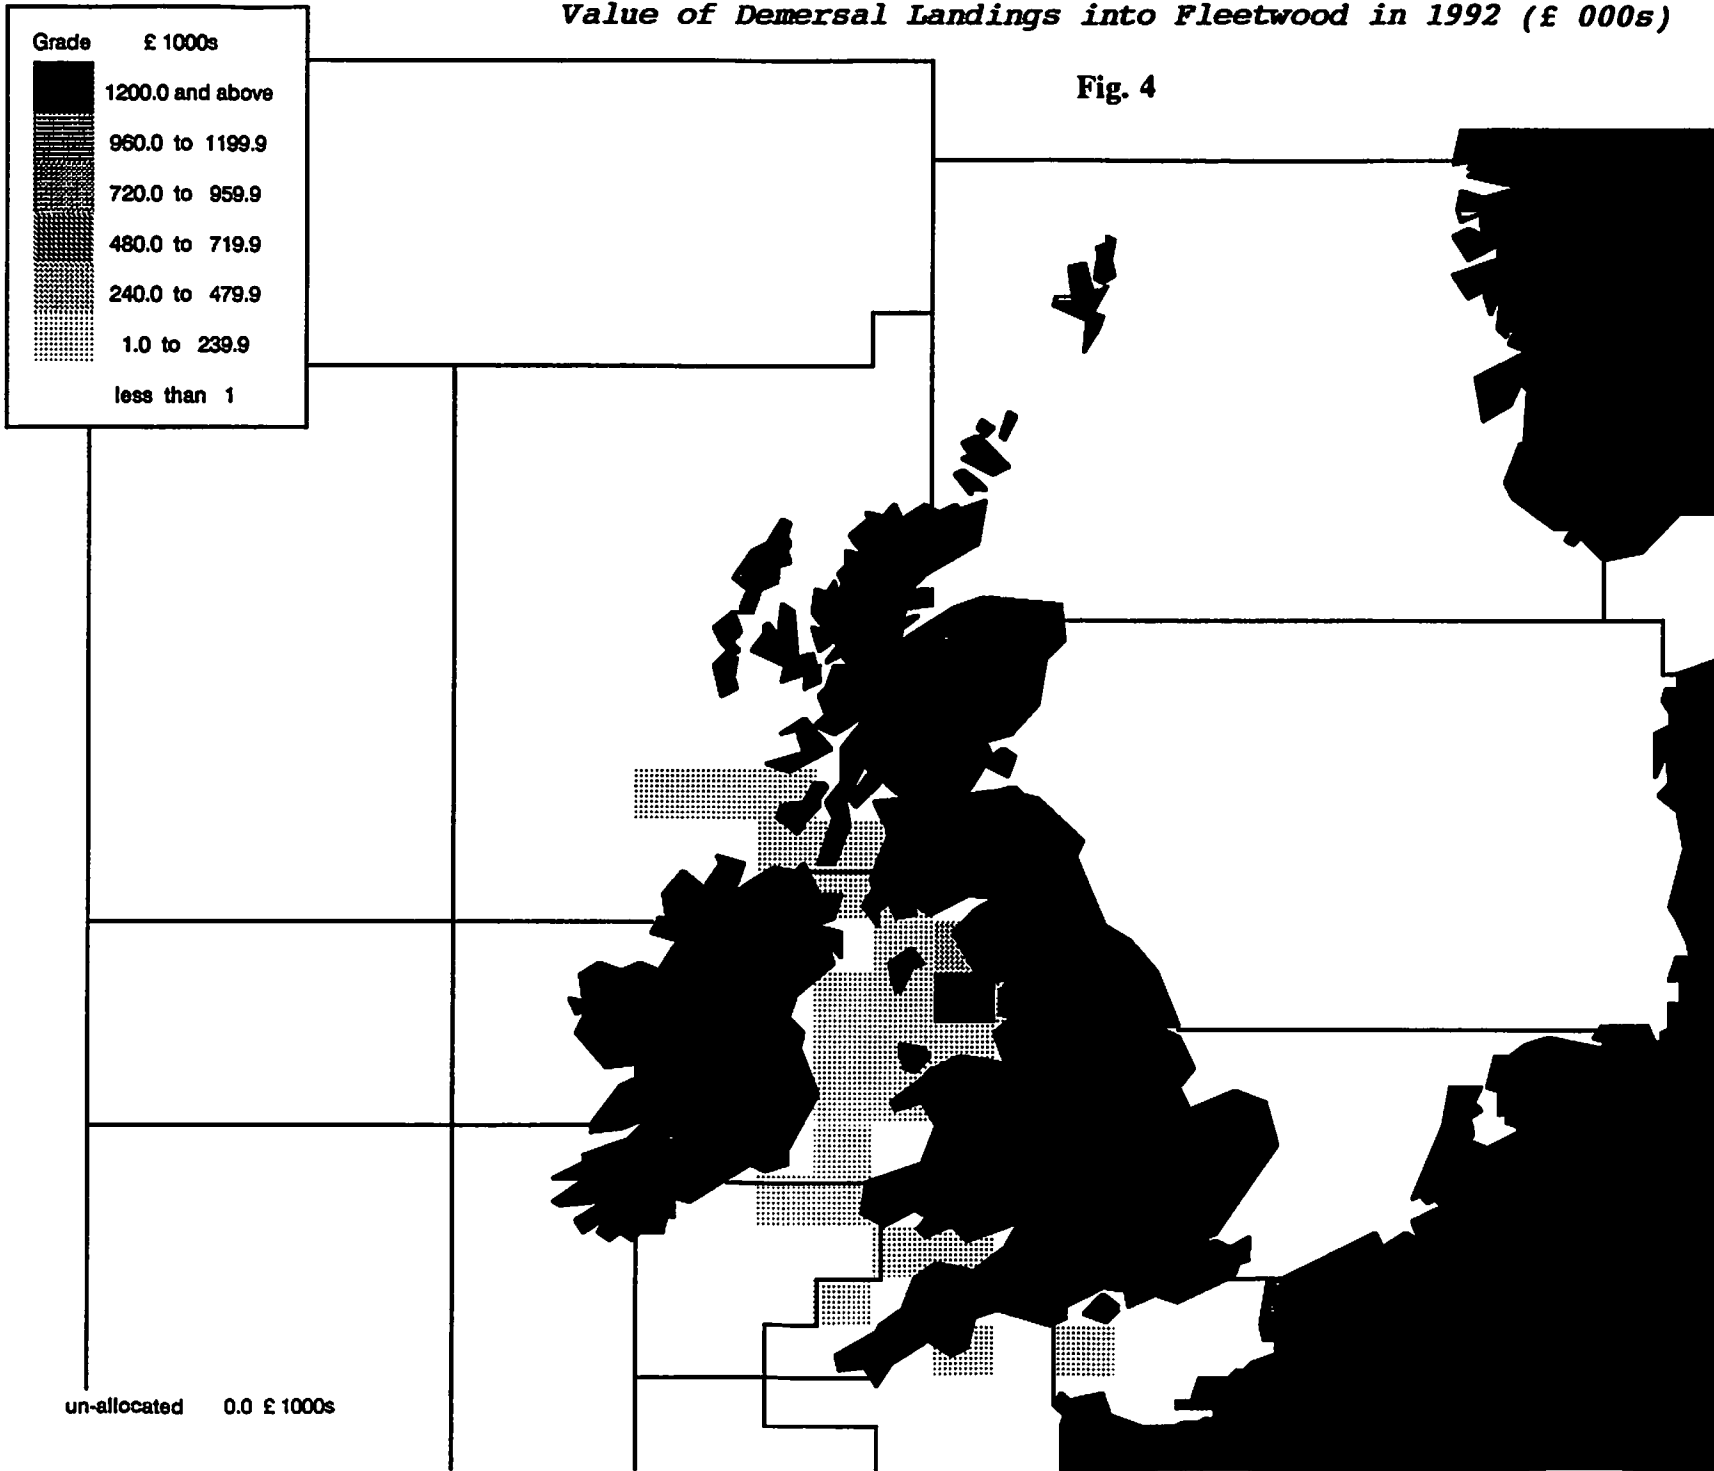 Value of Demersal Landings into Fleetwood in 1992 (£ 000s)
Fig. 4
Grade £ 1000s
1200.0 and above
960.0 to 1199.9
720.0 to 959.9
480.0 to 719.9
240.0 to 479.9
1.0 to 239.9
less than 1
un-allocated 0.0 £ 1000s